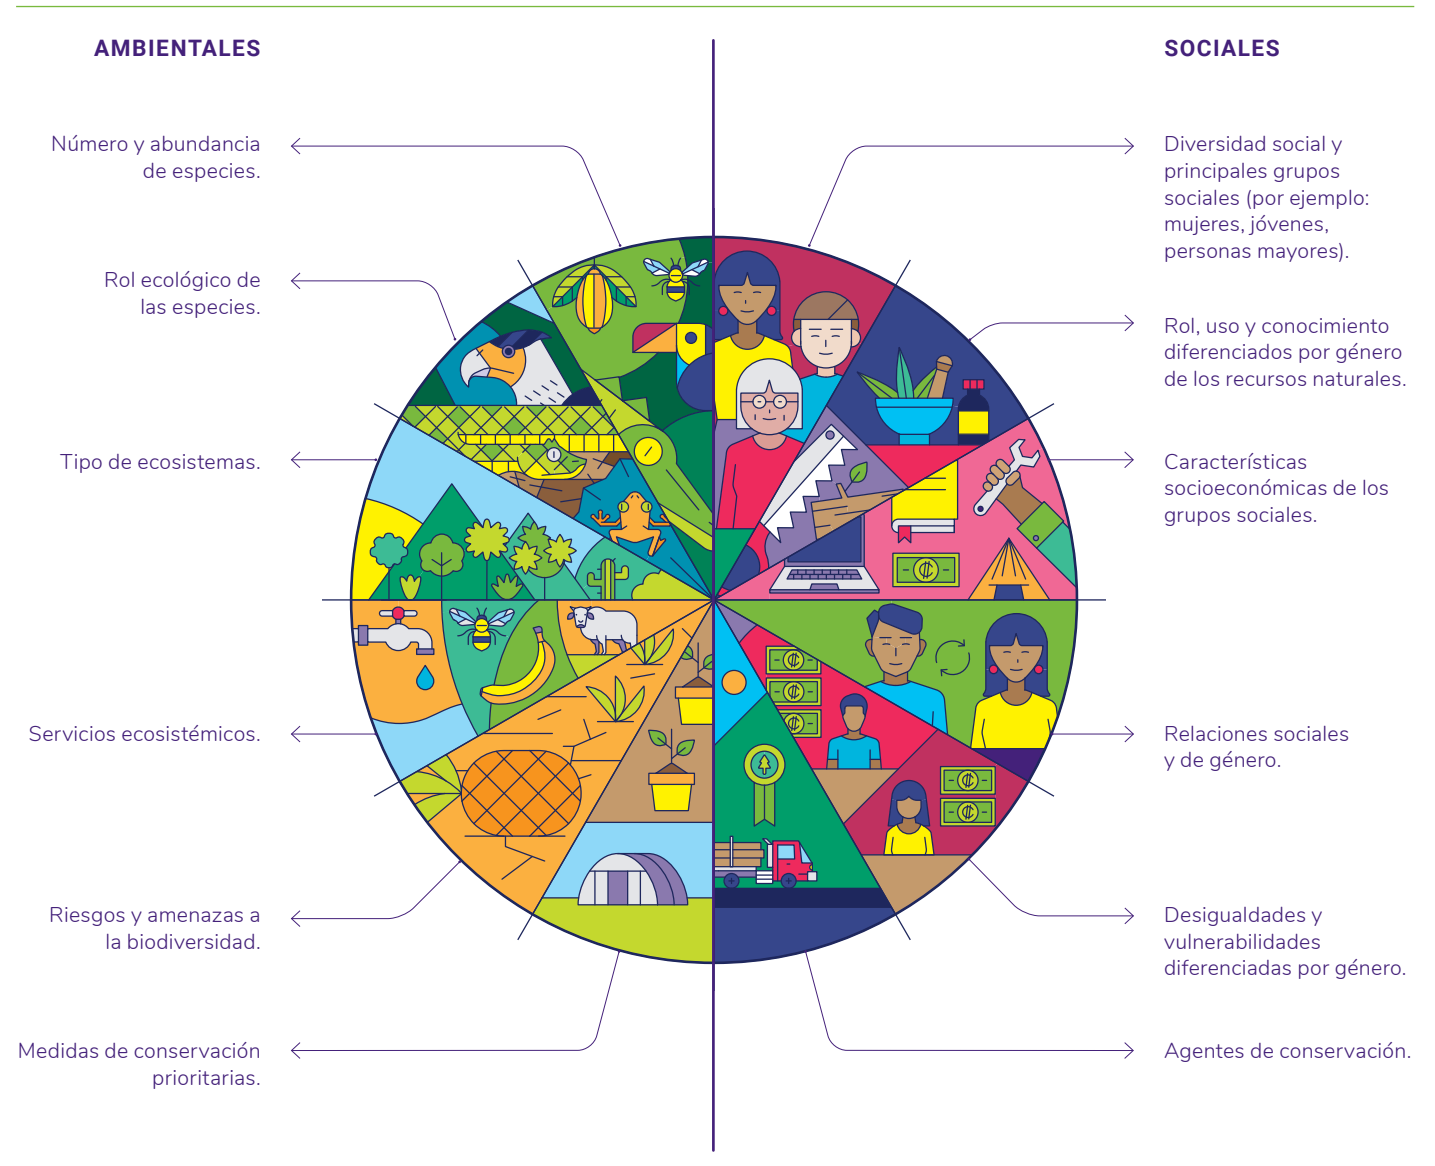 AMBIENTALES
Número y abundancia
de especies.
Rol ecológico de
las especies.
Tipo de ecosistemas.
Servicios ecosistémicos.
Riesgos y amenazas a
la biodiversidad.
Medidas de conservación
prioritarias.
SOCIALES
Diversidad social y
principales grupos
sociales (por ejemplo:
mujeres, jóvenes,
personas mayores).
Rol, uso y conocimiento
diferenciados por género
de los recursos naturales.
Características
socioeconómicas de los
grupos sociales.
Relaciones sociales
y de género.
Desigualdades y
vulnerabilidades
diferenciadas por género.
Agentes de conservación.